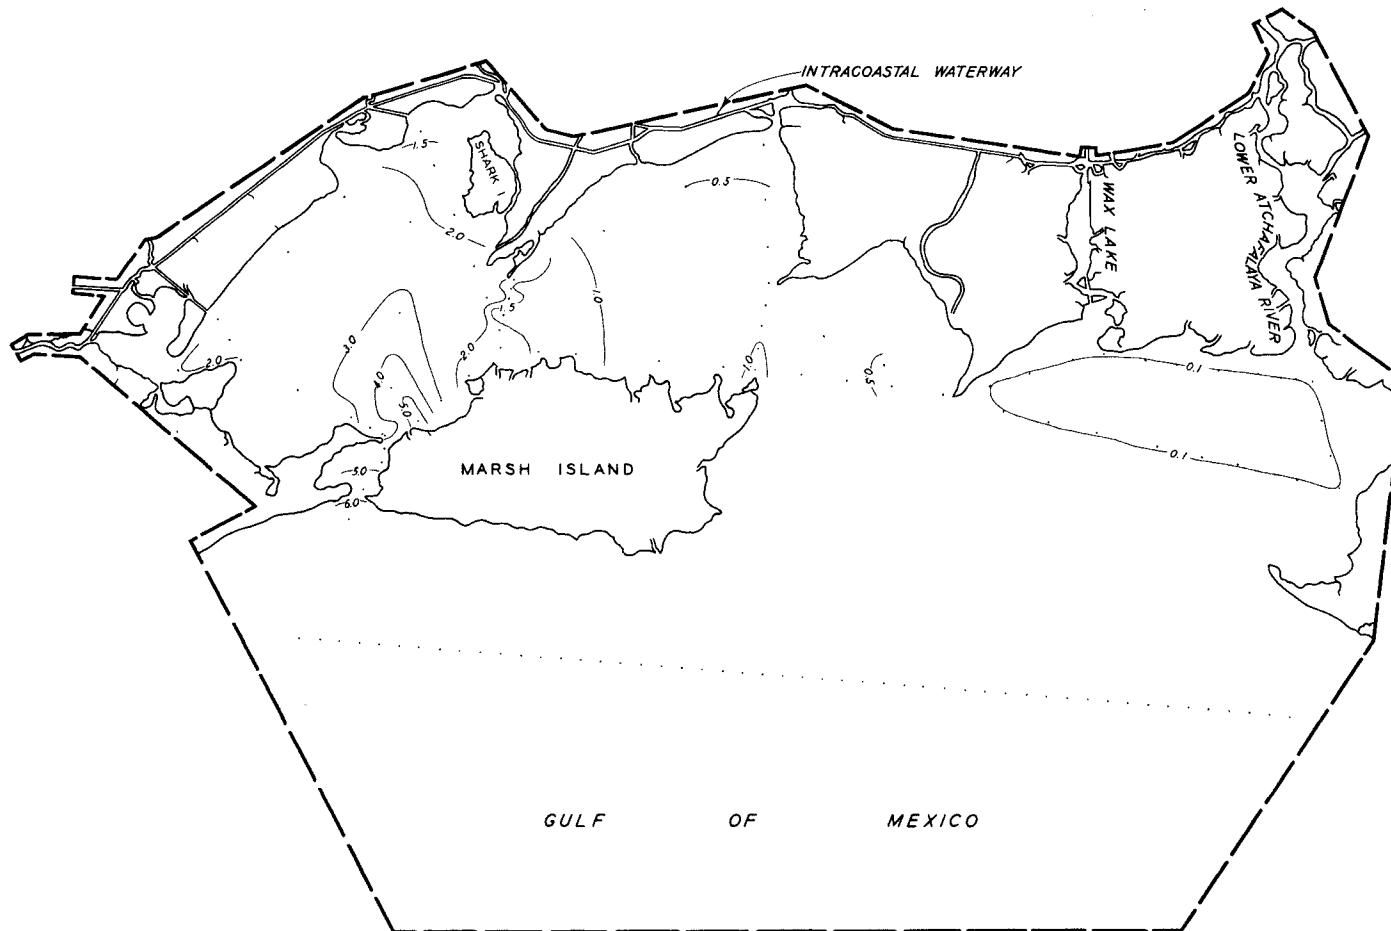 INTRACOASTAL WATERWAY
1.5
SHARK I
0.5
2.0
WAX LAKE
LOWER ATCHAFALAYA RIVER
1.0
1.5
3.0
2.0
2.0
1.0
0.1
4.0
0.5
5.0
0.1
MARSH ISLAND
5.0
6.0
GULF OF MEXICO